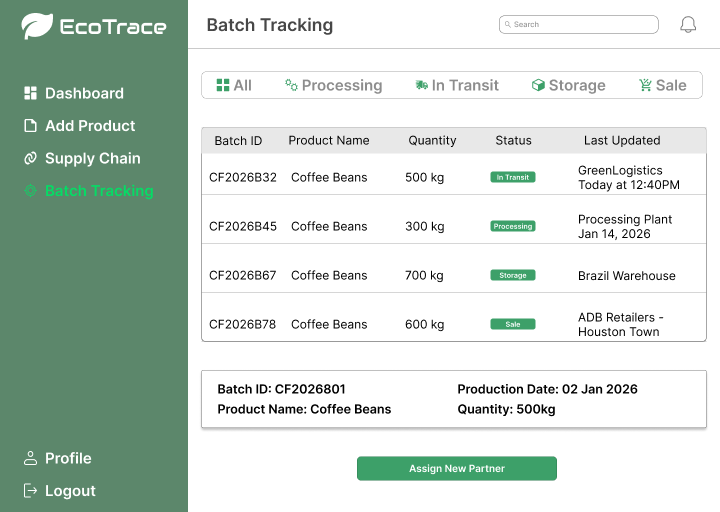 EcoTrace
Dashboard
Add Product
Supply Chain
Batch Tracking
Profile
Logout
Batch Tracking
Search
All Processing In Transit Storage Sale
Batch ID Product Name Quantity Status Last Updated
CF2026B32 Coffee Beans 500 kg In Transit GreenLogistics
Today at 12:40PM
CF2026B45 Coffee Beans 300 kg Processing Processing Plant
Jan 14, 2026
CF2026B67 Coffee Beans 700 kg Storage Brazil Warehouse
CF2026B78 Coffee Beans 600 kg Sale ADB Retailers -
Houston Town
Batch ID: CF2026801 Production Date: 02 Jan 2026
Product Name: Coffee Beans Quantity: 500kg
Assign New Partner